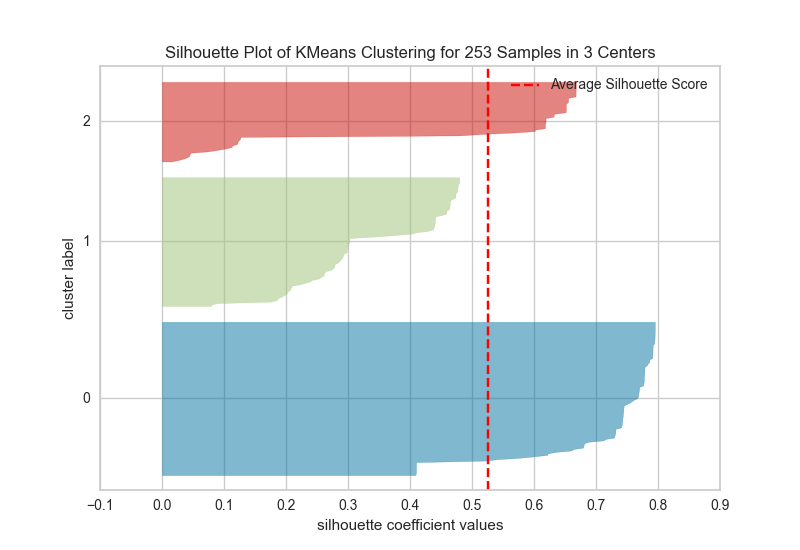 Silhouette Plot of KMeans Clustering for 253 Samples in 3 Centers
Average Silhouette Score
2
1
0
cluster label
−0.1 0.0 0.1 0.2 0.3 0.4 0.5 0.6 0.7 0.8 0.9
silhouette coefficient values